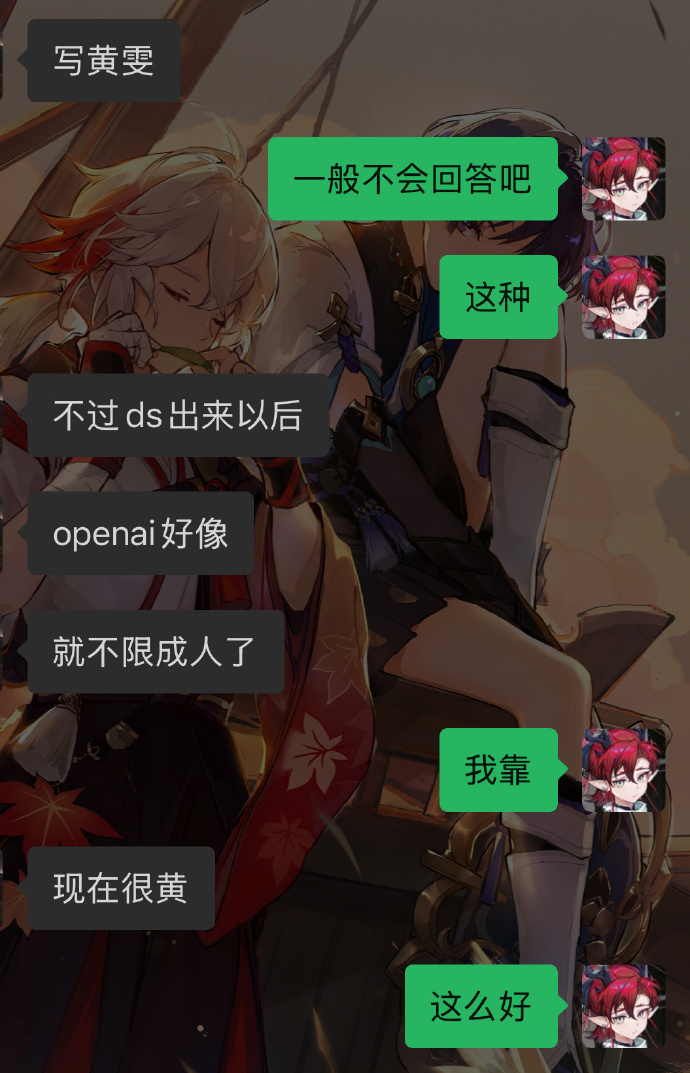 写黄雯
一般不会回答吧
这种
不过ds出来以后
openai好像
就不限成人了
我靠
现在很黄
这么好